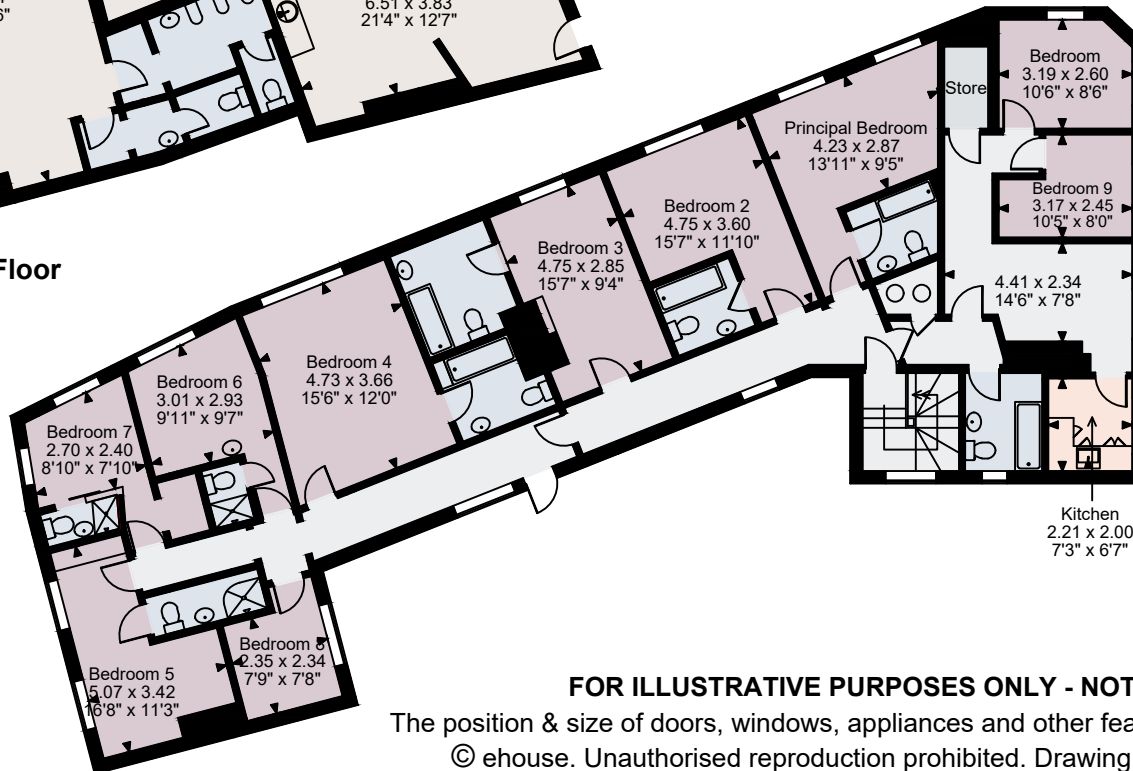 6"
6.51 x 3.83
21'4" x 12'7"
Bedroom
3.19 x 2.60
10'6" x 8'6"
Store
Principal Bedroom
4.23 x 2.87
13'11" x 9'5"
Bedroom 9
3.17 x 2.45
10'5" x 8'0"
Bedroom 2
4.75 x 3.60
15'7" x 11'10"
Bedroom 3
4.75 x 2.85
15'7" x 9'4"
Floor
4.41 x 2.34
14'6" x 7'8"
Bedroom 4
4.73 x 3.66
15'6" x 12'0"
Bedroom 6
3.01 x 2.93
9'11" x 9'7"
Bedroom 7
2.70 x 2.40
8'10" x 7'10"
Kitchen
2.21 x 2.00
7'3" x 6'7"
Bedroom 8
2.35 x 2.34
7'9" x 7'8"
Bedroom 5
5.07 x 3.42
16'8" x 11'3"
FOR ILLUSTRATIVE PURPOSES ONLY - NOT
The position & size of doors, windows, appliances and other fea
© ehouse. Unauthorised reproduction prohibited. Drawing